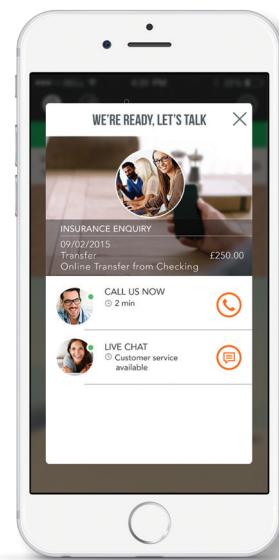 WE'RE READY, LET'S TALK
INSURANCE ENQUIRY
09/02/2015
Transfer £250.00
Online Transfer from Checking
CALL US NOW
2 min
LIVE CHAT
Customer service
available